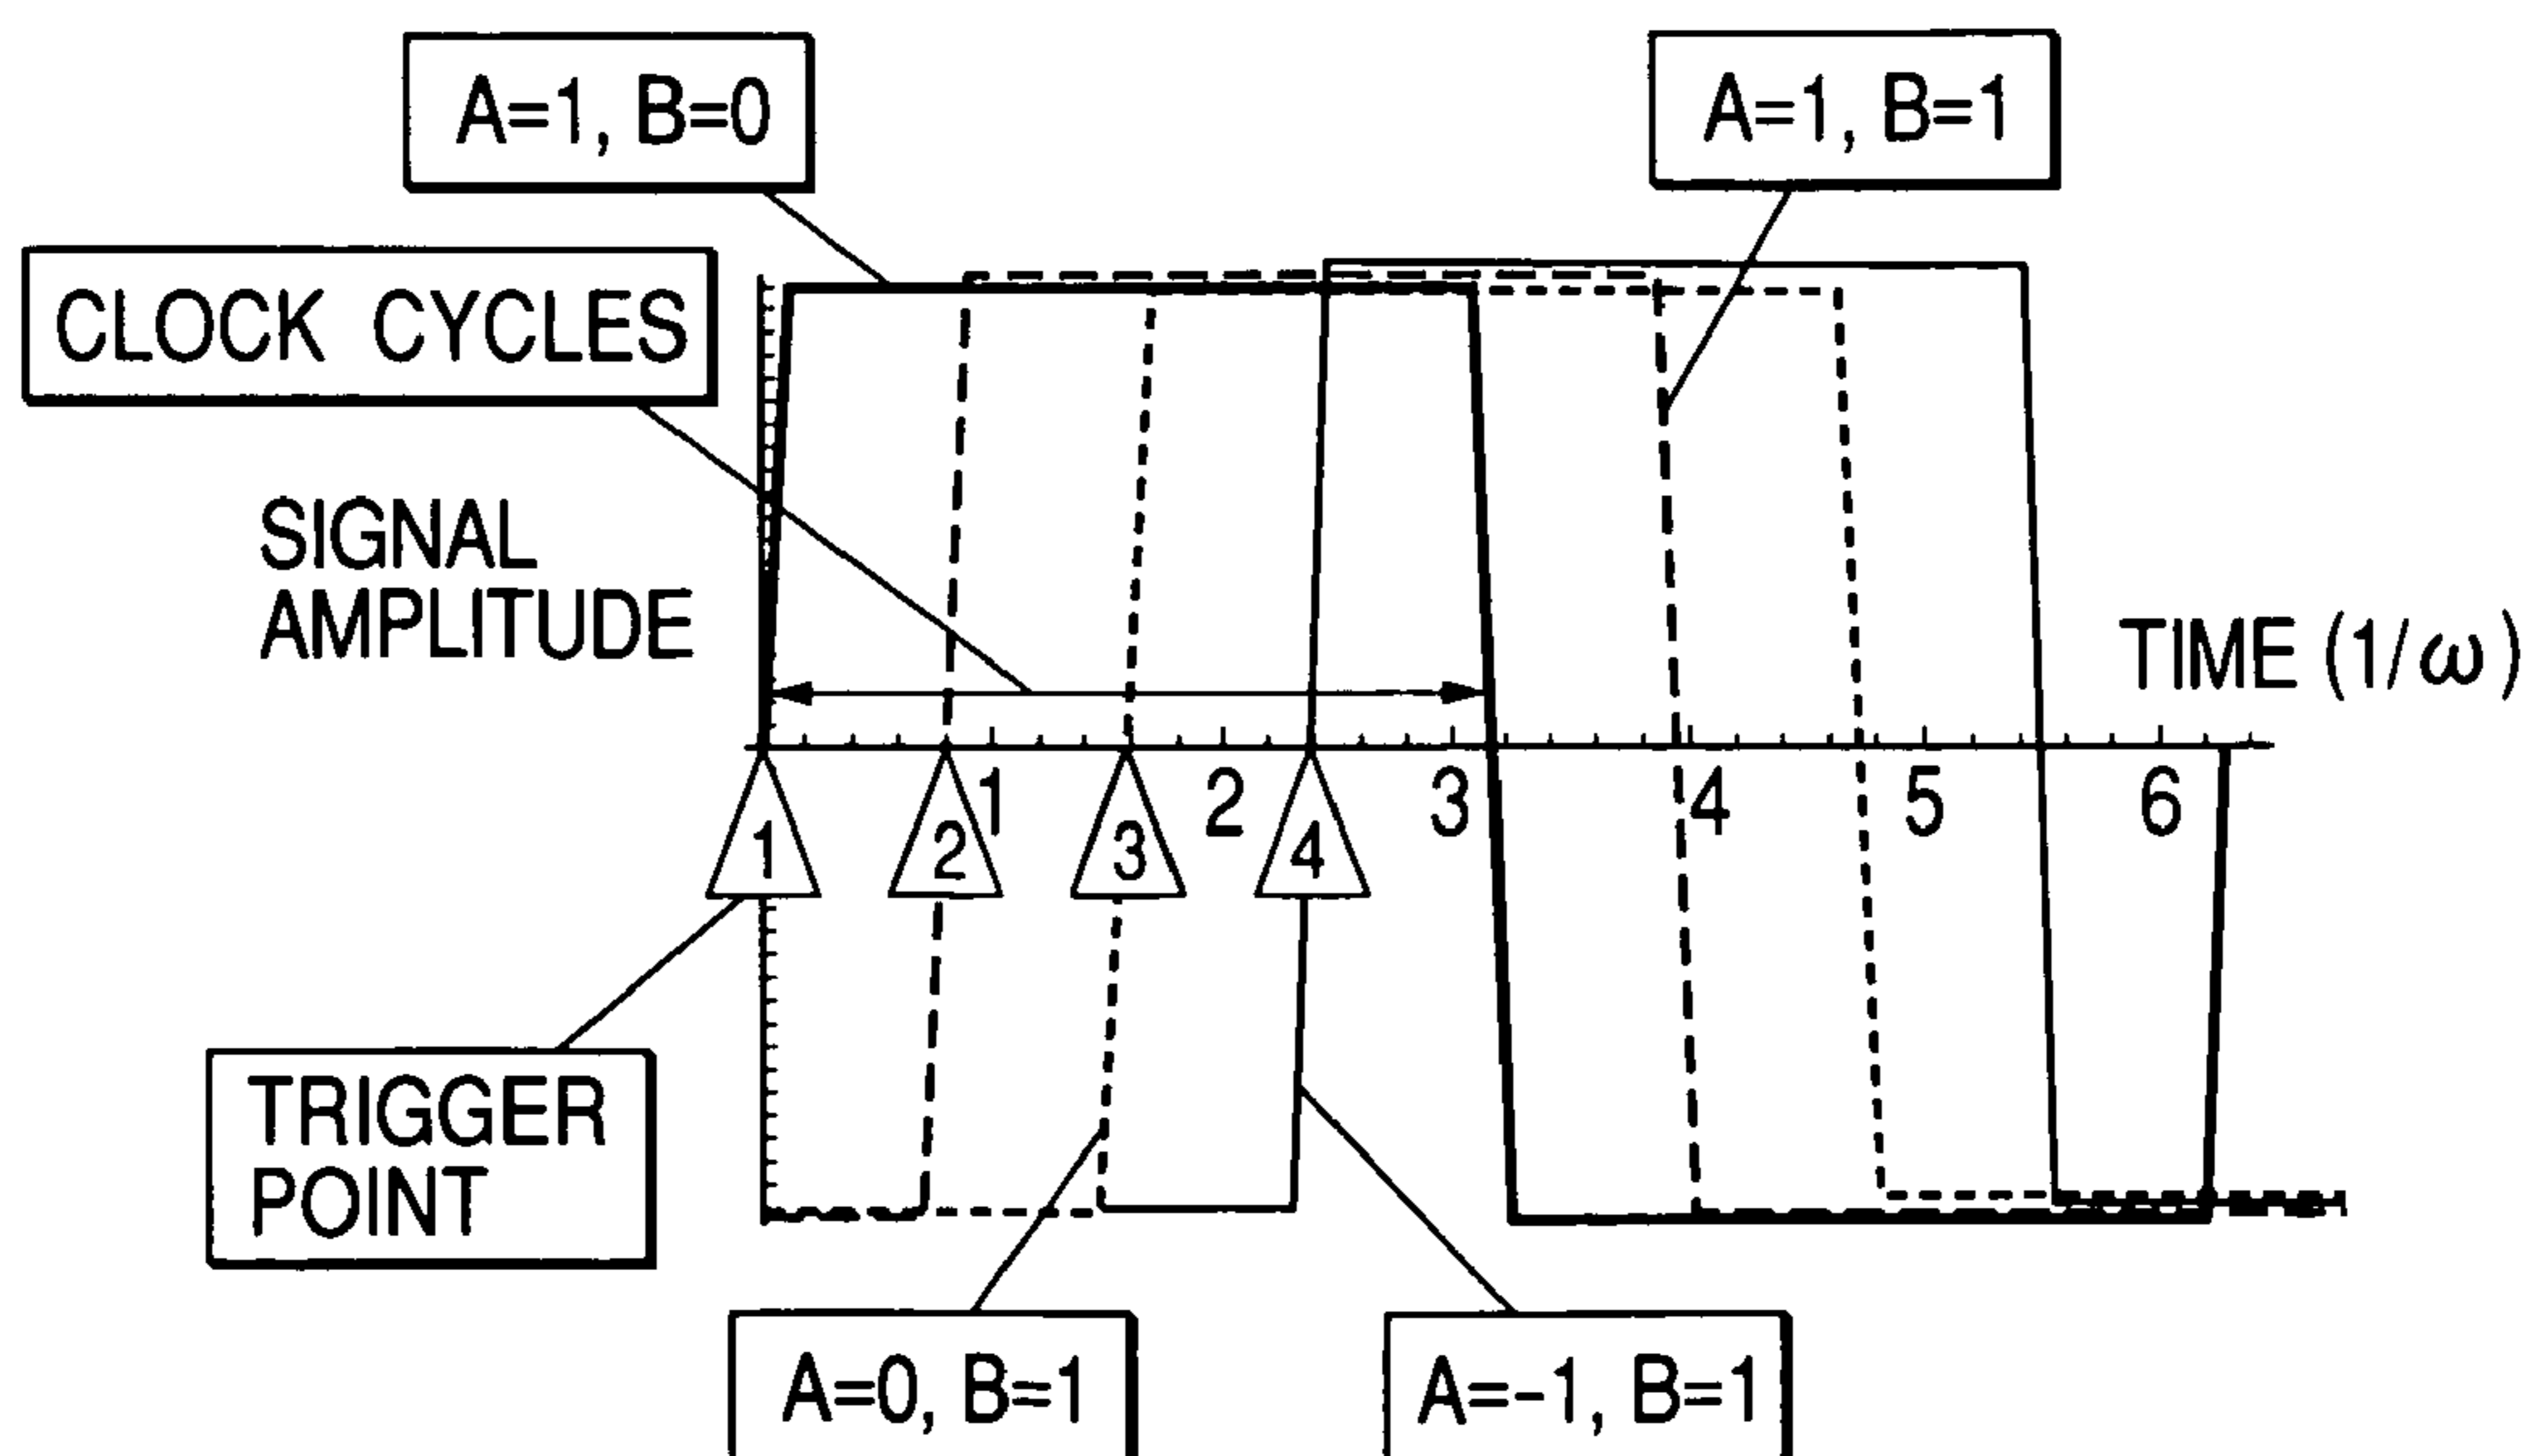 A=1, B=0
A=1, B=1
CLOCK CYCLES
SIGNAL
AMPLITUDE
TIME (1/ω)
1 2 3 4 5 6
1 2 3 4
TRIGGER
POINT
A=0, B=1
A=-1, B=1